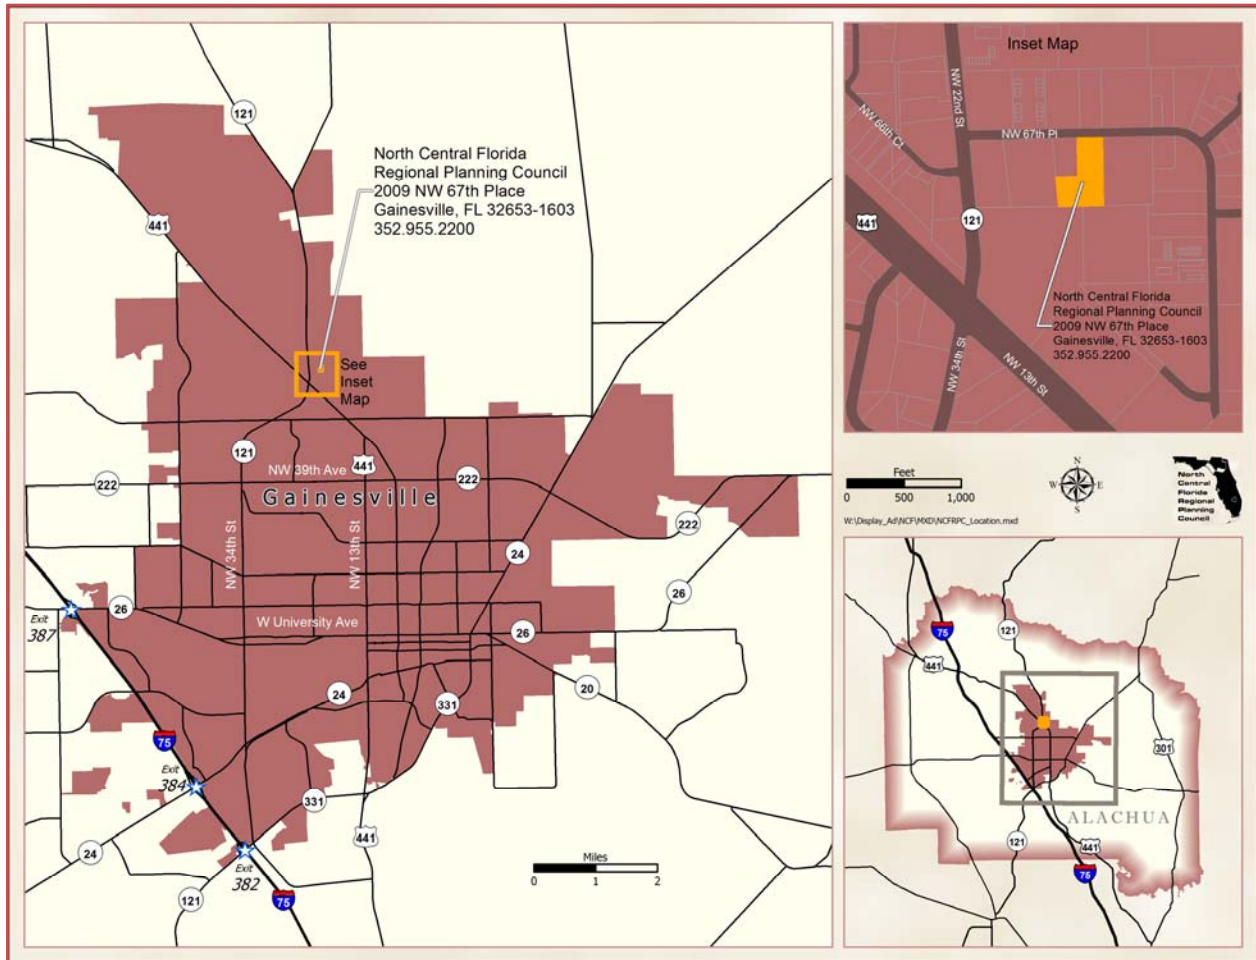 121
North Central Florida
Regional Planning Council
2009 NW 67th Place
Gainesville, FL 32653-1603
352.955.2200
441
See
Inset
Map
121
441
NW 39th Ave
222
222
Gainesville
222
NW 34th St
NW 13th St
24
26
26
Exit
387
W University Ave
26
24
20
331
75
Exit
384
331
24
441
Exit
382
121
75
Miles
0 1 2
Inset Map
NW 22nd St
NW 66th Ct
NW 67th Pl
441
121
North Central Florida
Regional Planning Council
2009 NW 67th Place
Gainesville, FL 32653-1603
352.955.2200
NW 34th St
NW 13th St
Feet
0 500 1,000
W:\Display_Ad\NCF\MXD\NCFRPC_Location.mxd
N
W E
S
North
Central
Florida
Regional
Planning
Council
75
121
441
301
ALACHUA
121
441
75